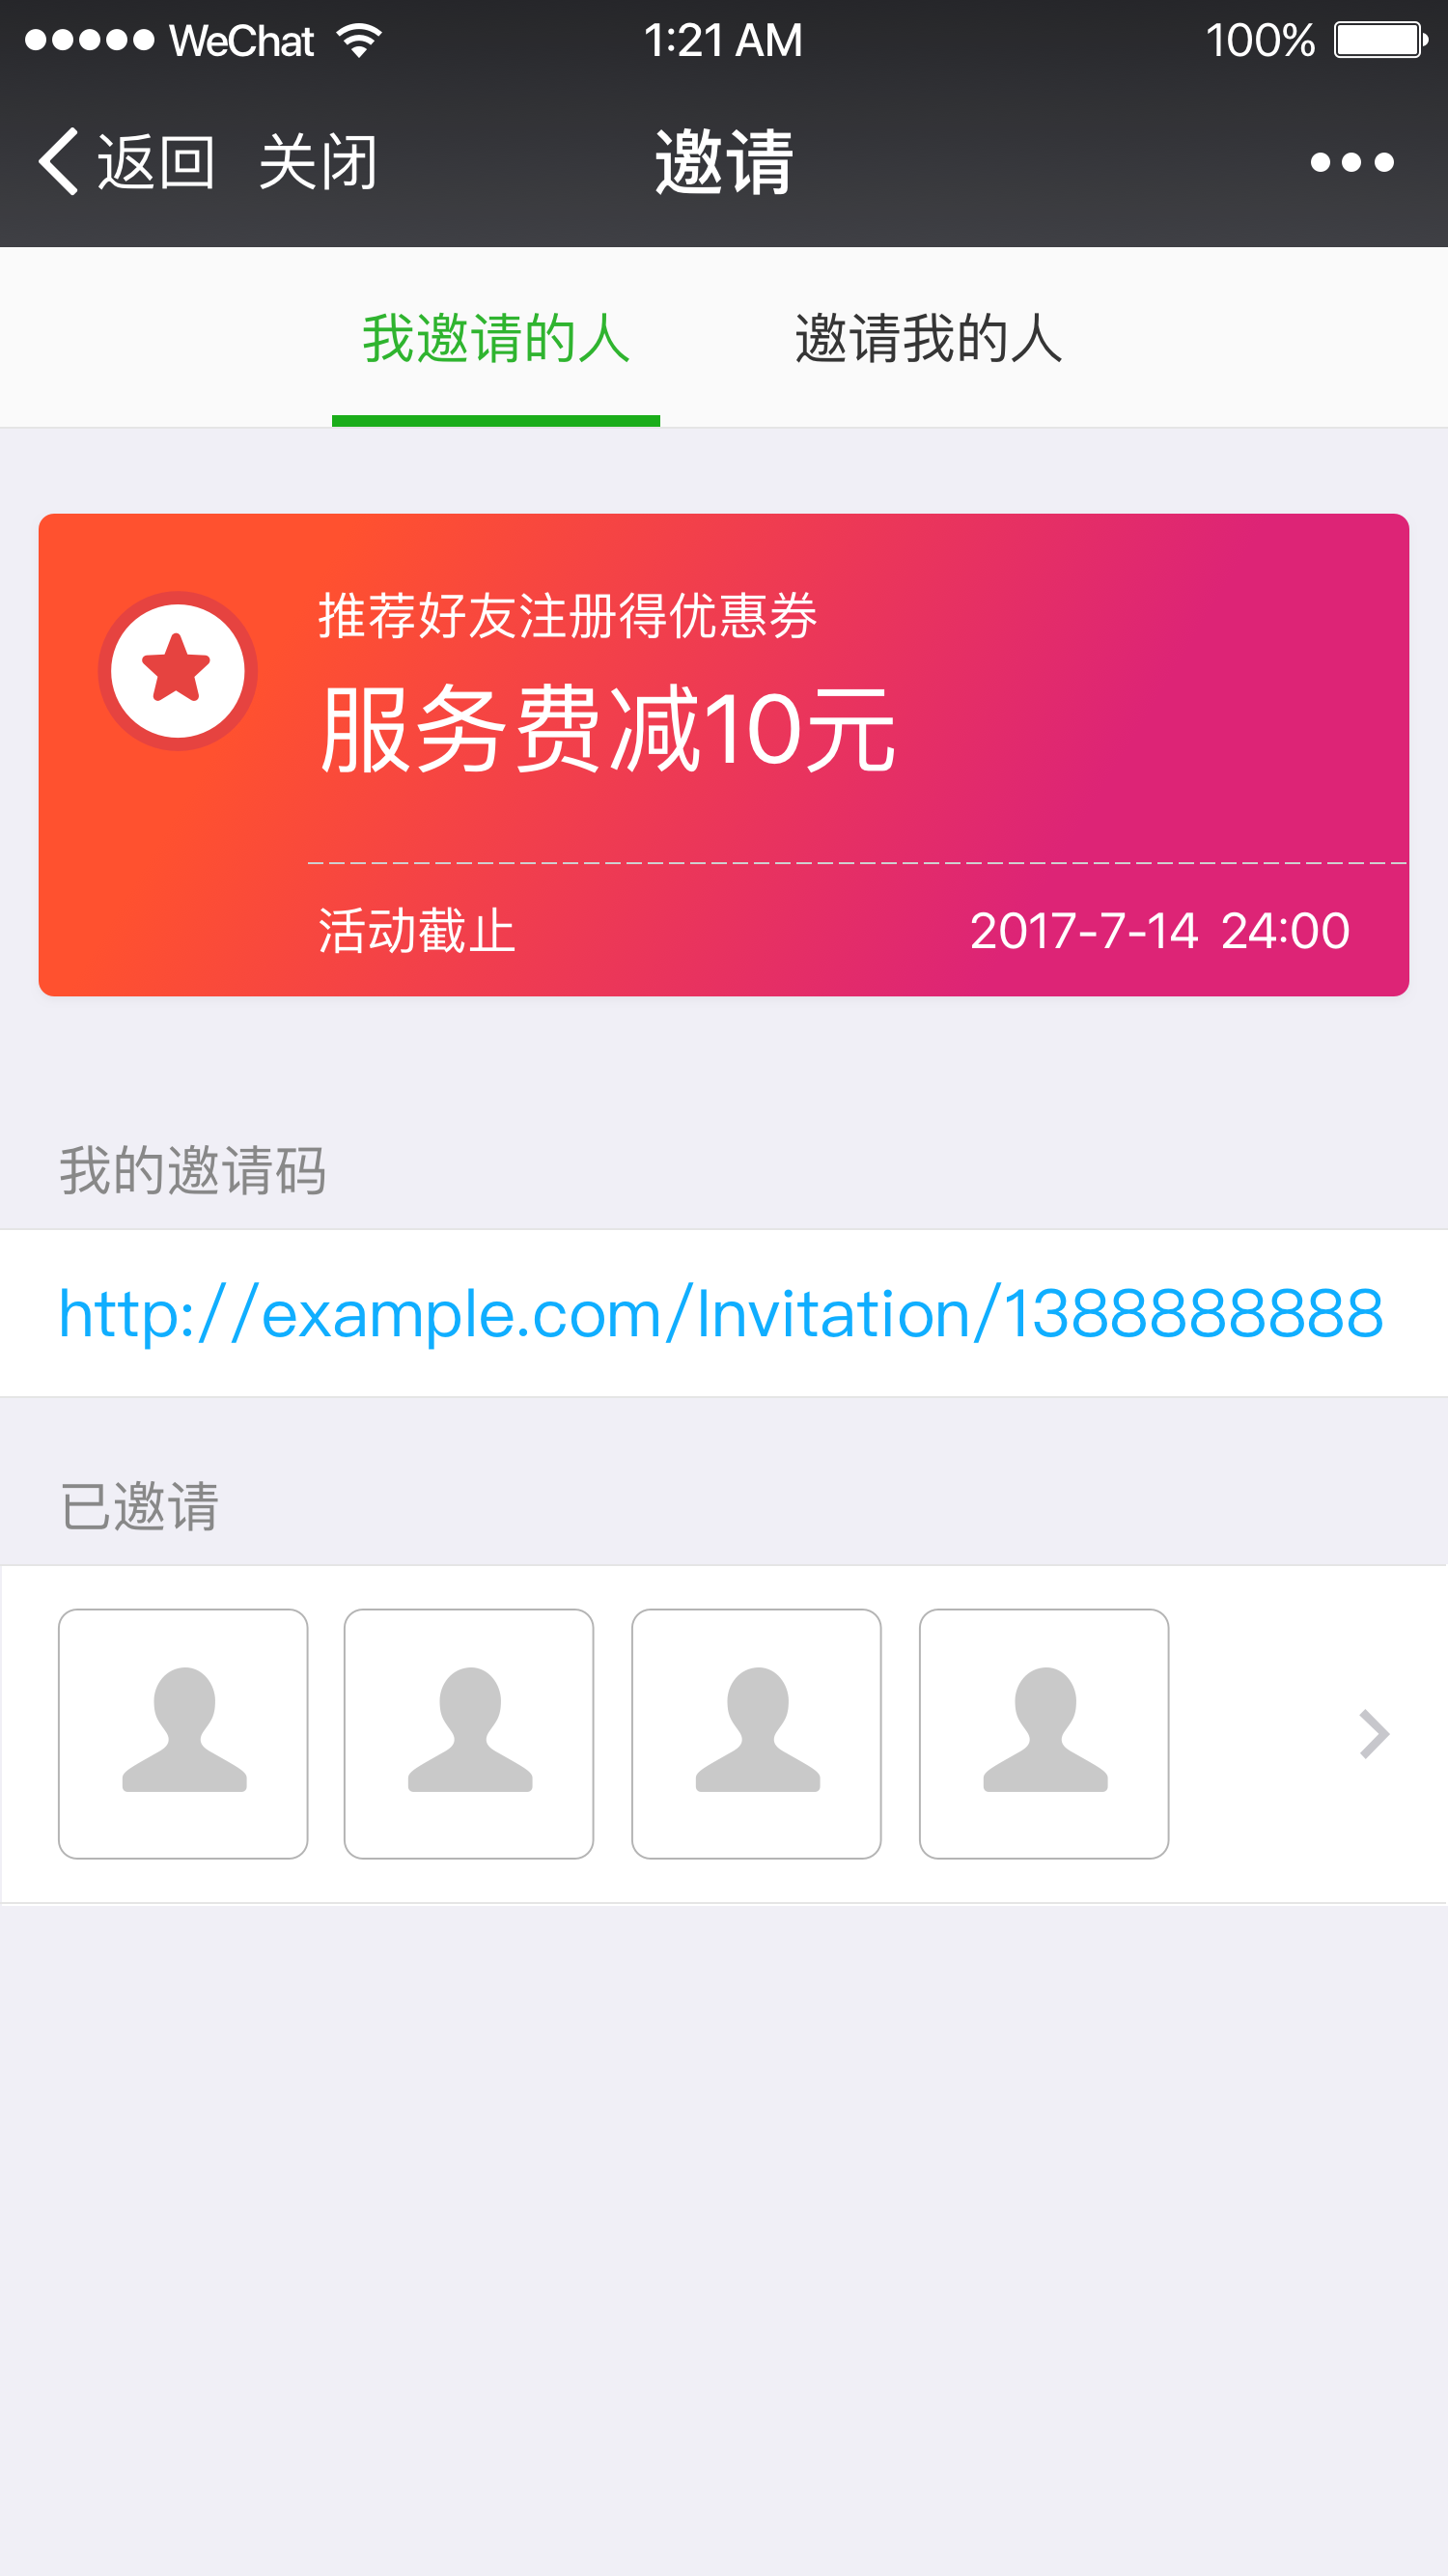 WeChat 1:21 AM 100%
返回 关闭 邀请
我邀请的人 邀请我的人
推荐好友注册得优惠券
服务费减10元
活动截止 2017-7-14 24:00
我的邀请码
http://example.com/Invitation/1388888888
已邀请